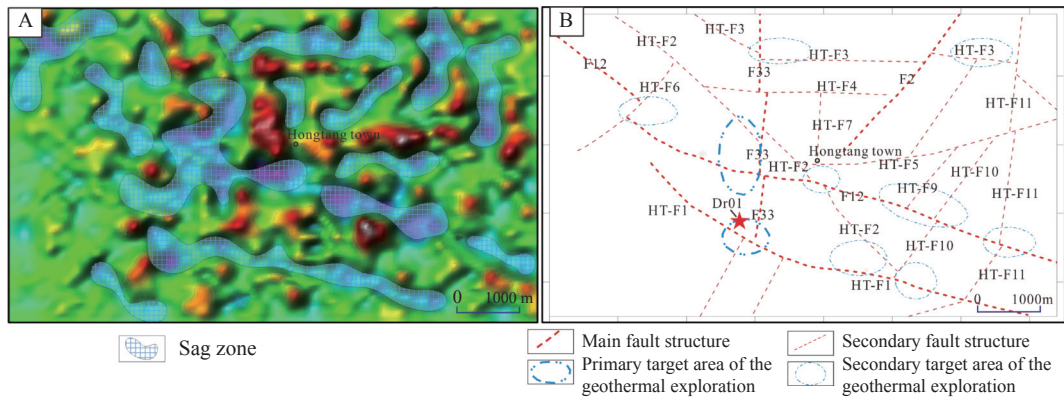 A
Hongtang town
0 1000 m
Sag zone
B
HT-F3
HT-F2
HT-F3
HT-F3
F12
F33
F2
HT-F6
HT-F4
HT-F11
HT-F7
Hongtang town
F33
HT-F2
HT-F5
HT-F10
HT-F9
F12
HT-F11
Dr01
HT-F1
F33
HT-F2
HT-F10
HT-F11
HT-F1
0 1000m
Main fault structure
Primary target area of the
geothermal exploration
Secondary fault structure
Secondary target area of the
geothermal exploration